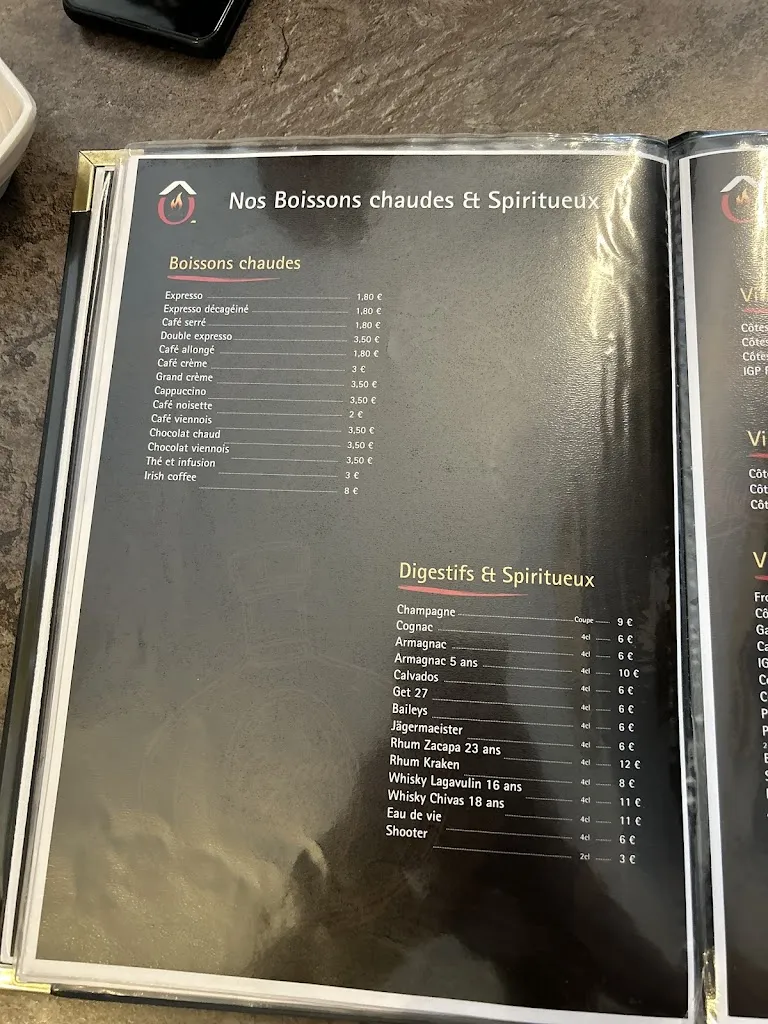 Nos Boissons chaudes & Spiritueux
Boissons chaudes
Expresso 1,80 €
Expresso décagéiné 1,80 €
Café serré 1,80 €
Double expresso 3,50 €
Café allongé 1,80 €
Café crème 3 €
Grand crème 3,50 €
Cappuccino 3,50 €
Café noisette 2 €
Café viennois 3,50 €
Chocolat chaud 3,50 €
Chocolat viennois 3,50 €
Thé et infusion 3 €
Irish coffee 8 €
Digestifs & Spiritueux
Champagne Coupe 9 €
Cognac 4cl 6 €
Armagnac 4cl 6 €
Armagnac 5 ans 4cl 10 €
Calvados 4cl 6 €
Get 27 4cl 6 €
Baileys 4cl 6 €
Jägermaeister 4cl 6 €
Rhum Zacapa 23 ans 4cl 12 €
Rhum Kraken 4cl 8 €
Whisky Lagavulin 16 ans 4cl 11 €
Whisky Chivas 18 ans 4cl 11 €
Eau de vie 4cl 6 €
Shooter 2cl 3 €
Côtes
Côtes
Côtes
IGP